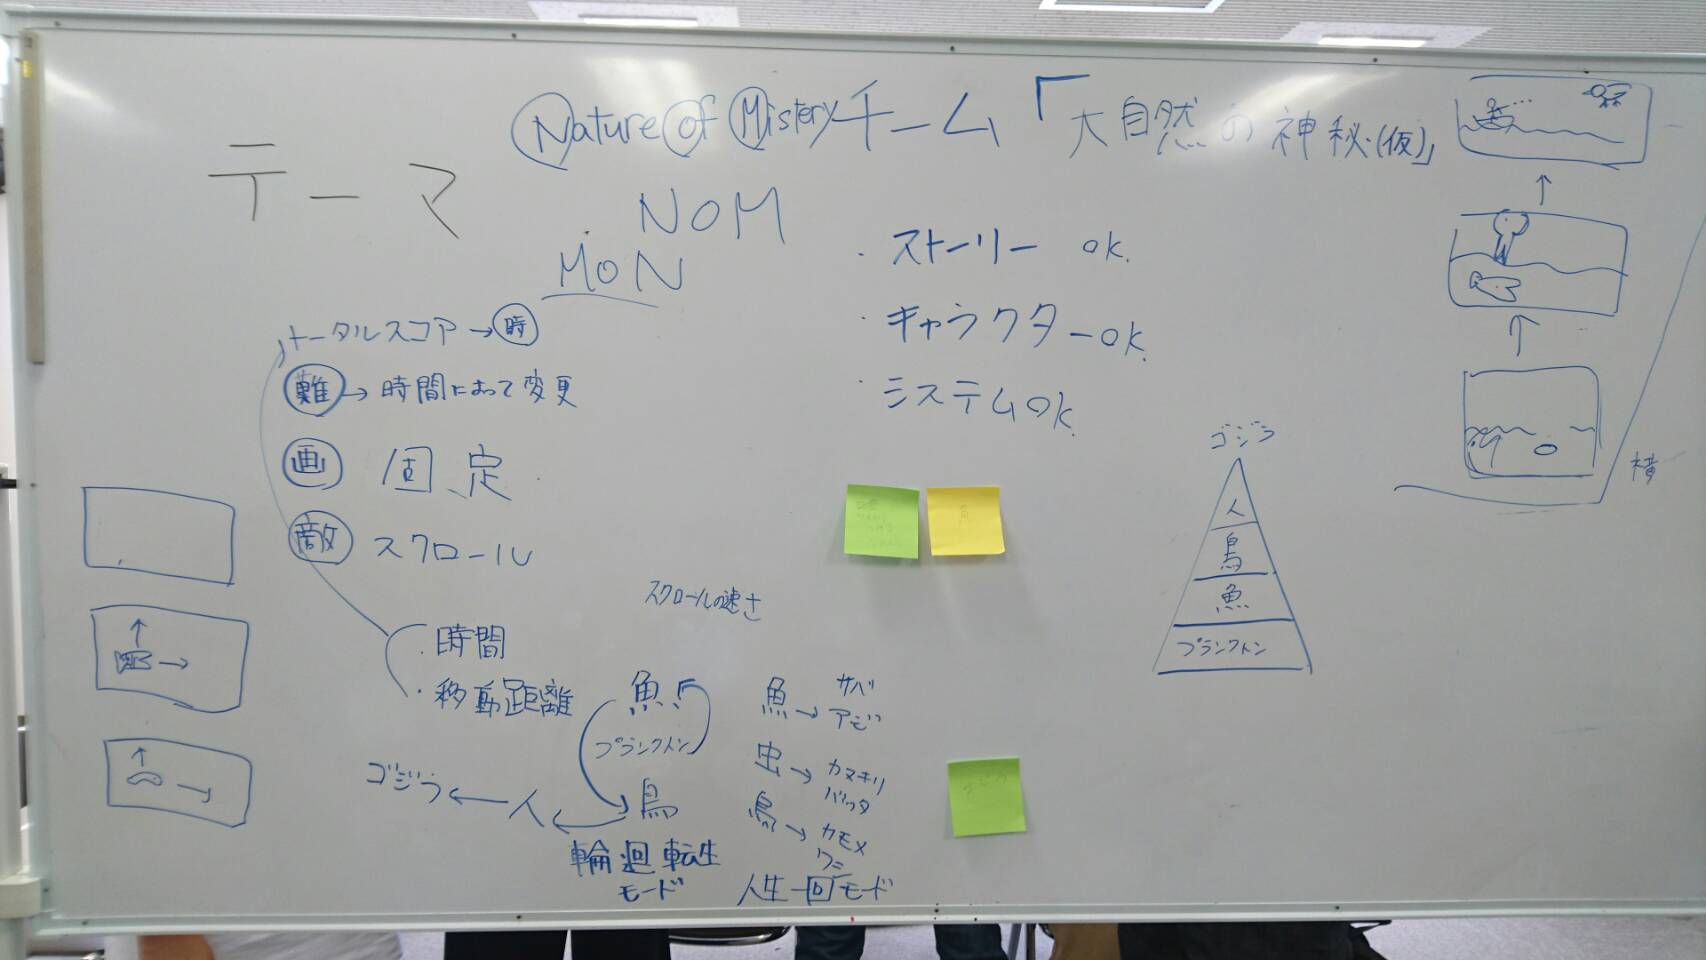 Nature of Mistery チーム 「大自然の神秘(仮)」
テーマ
NOM
MON
・ストーリー ok.
・キャラクター ok.
・システム ok.
トータルスコア → 時
難 → 時間によって変更
画 固定
敵 スクロール
スクロールの速さ
・時間
・移動距離
魚
プランクトン
鳥
人
ゴジラ
輪廻転生
モード
魚 → サバ
アジ
虫 → カマキリ
バッタ
鳥 → カモメ
ワシ
人生一回モード
ゴジラ
人
鳥
魚
プランクトン
横